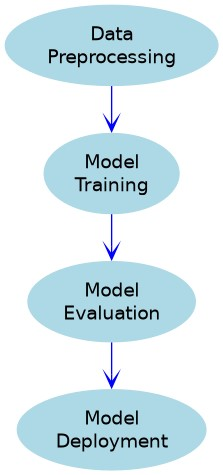 Data
Preprocessing
Model
Training
Model
Evaluation
Model
Deployment